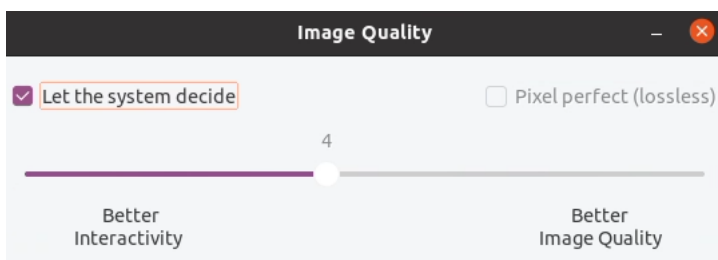 Image Quality
Let the system decide
Pixel perfect (lossless)
4
Better
Interactivity
Better
Image Quality